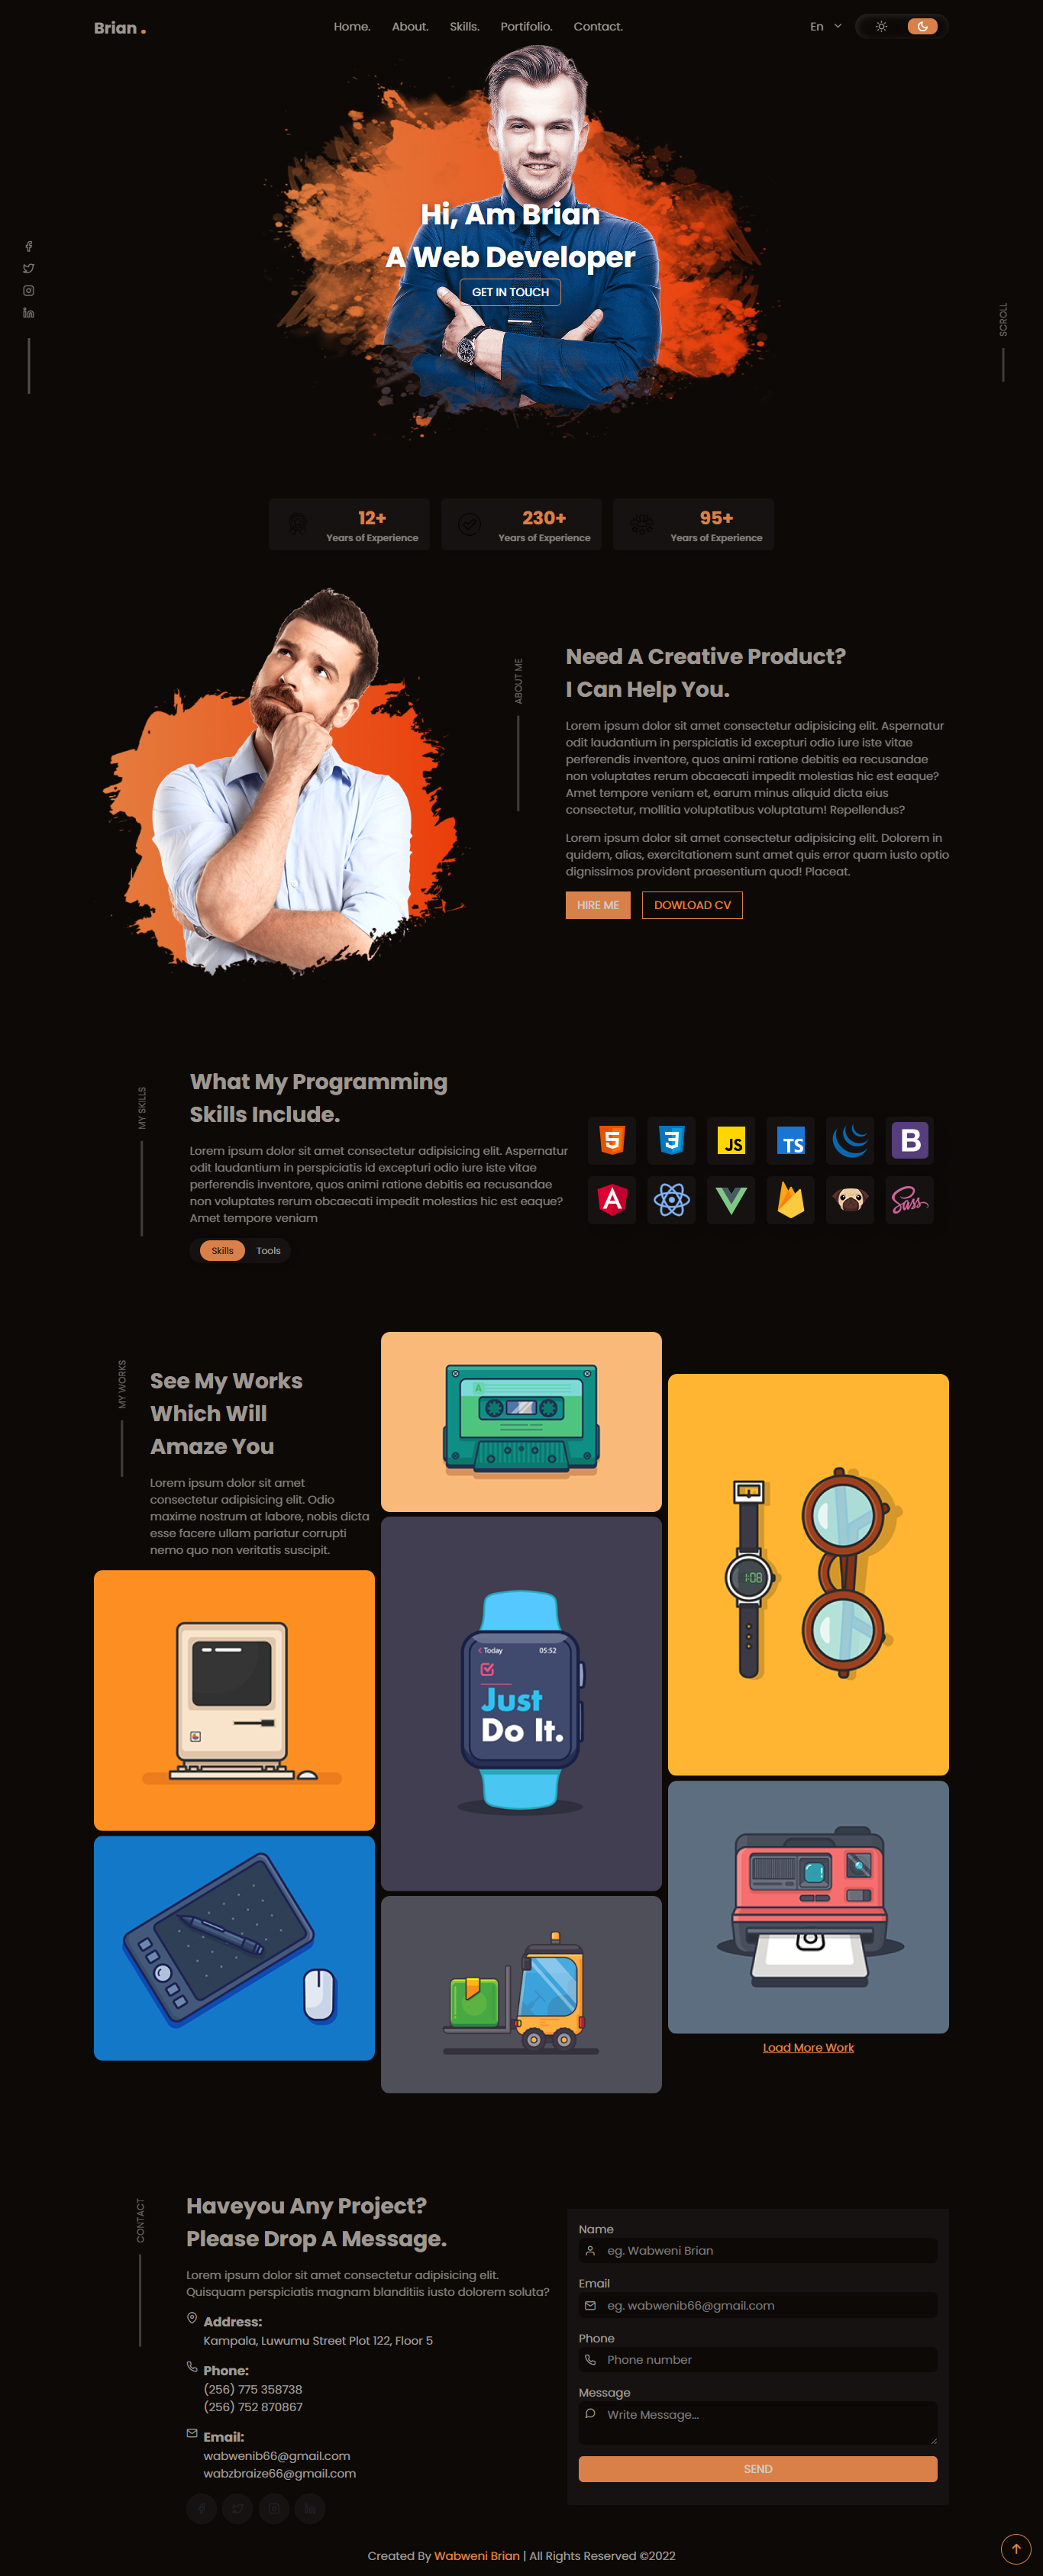 Brian .
Home. About. Skills. Portifolio. Contact.
En
Hi, Am Brian
A Web Developer
GET IN TOUCH
SCROLL
12+
Years of Experience
230+
Years of Experience
95+
Years of Experience
ABOUT ME
Need A Creative Product?
I Can Help You.
Lorem ipsum dolor sit amet consectetur adipisicing elit. Aspernatur
odit laudantium in perspiciatis id excepturi odio iure iste vitae
perferendis inventore, quos animi ratione debitis ea recusandae
non voluptates rerum obcaecati impedit molestias hic est eaque?
Amet tempore veniam et, earum minus aliquid dicta eius
consectetur, mollitia voluptatibus voluptatum! Repellendus?
Lorem ipsum dolor sit amet consectetur adipisicing elit. Dolorem in
quidem, alias, exercitationem sunt amet quis error quam iusto optio
dignissimos provident praesentium quod! Placeat.
HIRE ME
DOWLOAD CV
MY SKILLS
What My Programming
Skills Include.
Lorem ipsum dolor sit amet consectetur adipisicing elit. Aspernatur
odit laudantium in perspiciatis id excepturi odio iure iste vitae
perferendis inventore, quos animi ratione debitis ea recusandae
non voluptates rerum obcaecati impedit molestias hic est eaque?
Amet tempore veniam
Skills Tools
5 3 JS TS B
A Sass
MY WORKS
See My Works
Which Will
Amaze You
Lorem ipsum dolor sit amet
consectetur adipisicing elit. Odio
maxime nostrum at labore, nobis dicta
esse facere ullam pariatur corrupti
nemo quo non veritatis suscipit.
A
1:08
Today 05:52
Just
Do It.
Load More Work
CONTACT
Haveyou Any Project?
Please Drop A Message.
Lorem ipsum dolor sit amet consectetur adipisicing elit.
Quisquam perspiciatis magnam blanditiis iusto dolorem soluta?
Address:
Kampala, Luwumu Street Plot 122, Floor 5
Phone:
(256) 775 358738
(256) 752 870867
Email:
wabwenib66@gmail.com
wabzbraize66@gmail.com
Name
eg. Wabweni Brian
Email
eg. wabwenib66@gmail.com
Phone
Phone number
Message
Write Message...
SEND
Created By Wabweni Brian | All Rights Reserved ©2022